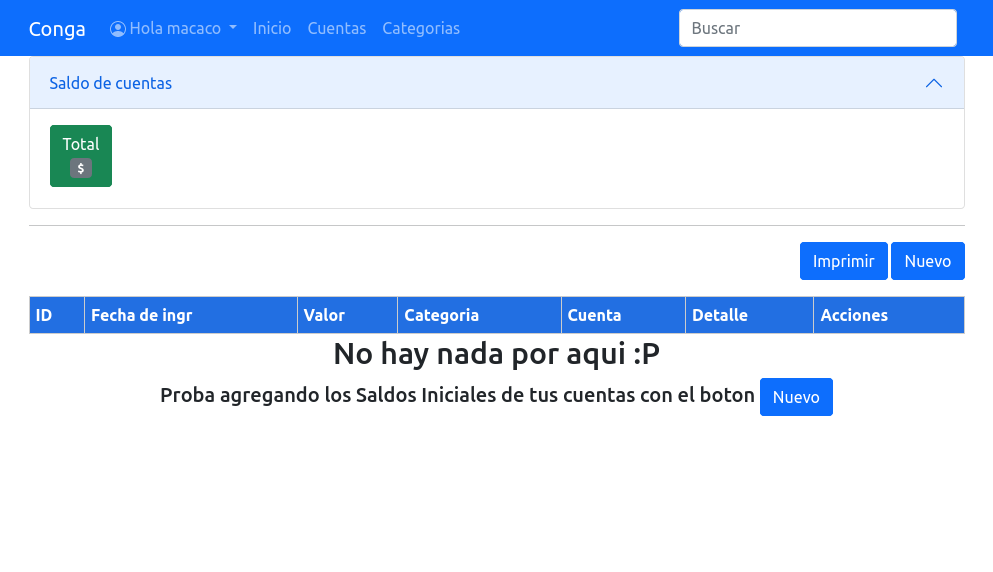 Conga Hola macaco Inicio Cuentas Categorias Buscar
Saldo de cuentas
Total
$
Imprimir Nuevo
ID Fecha de ingr Valor Categoria Cuenta Detalle Acciones
No hay nada por aqui :P
Proba agregando los Saldos Iniciales de tus cuentas con el boton Nuevo